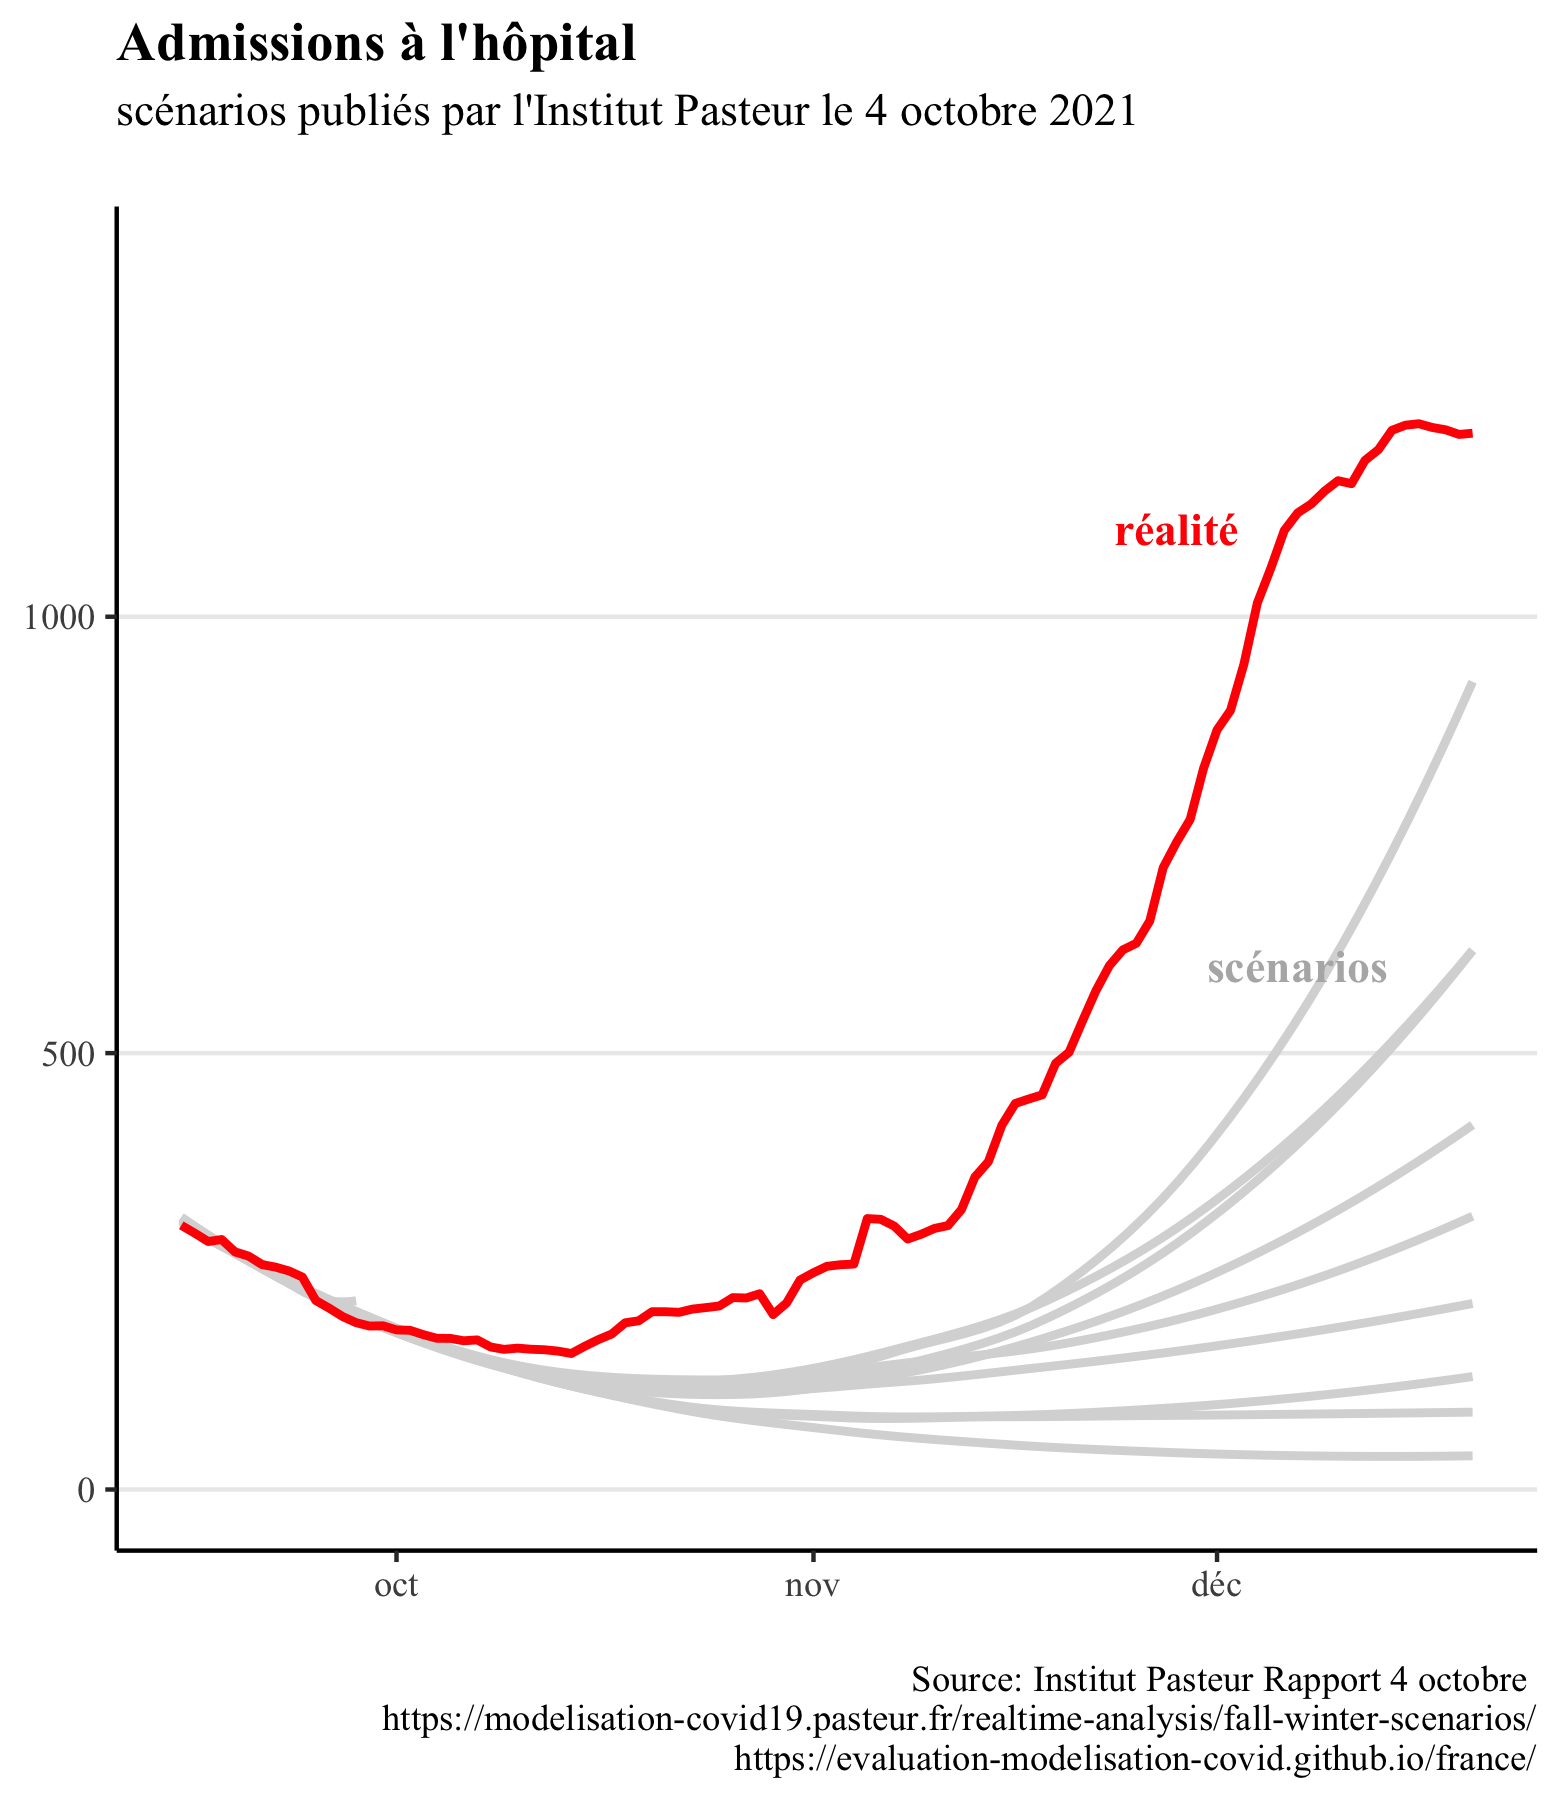 Admissions à l'hôpital
scénarios publiés par l'Institut Pasteur le 4 octobre 2021
réalité
1000
scénarios
500
0
oct nov déc
Source: Institut Pasteur Rapport 4 octobre
https://modelisation-covid19.pasteur.fr/realtime-analysis/fall-winter-scenarios/
https://evaluation-modelisation-covid.github.io/france/